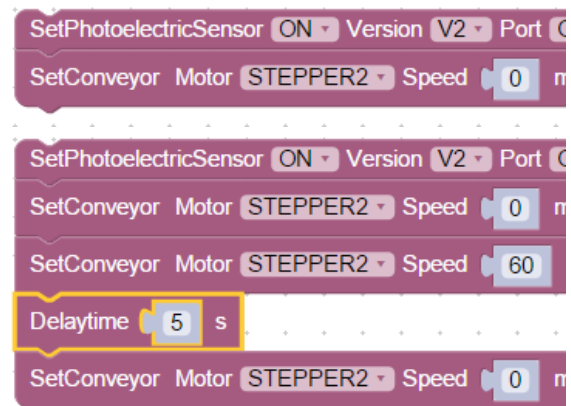 SetPhotoelectricSensor ON Version V2 Port
SetConveyor Motor STEPPER2 Speed 0
SetPhotoelectricSensor ON Version V2 Port
SetConveyor Motor STEPPER2 Speed 0
SetConveyor Motor STEPPER2 Speed 60
Delaytime 5 s
SetConveyor Motor STEPPER2 Speed 0